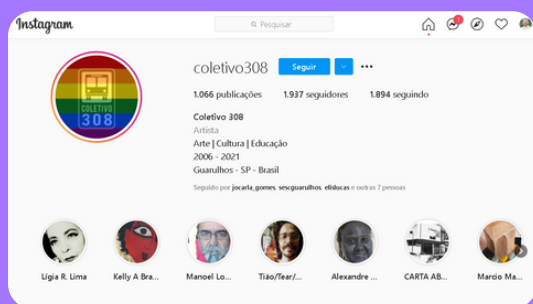 Instagram
Pesquisar
1
coletivo308 Seguir
1.066 publicações 1.937 seguidores 1.894 seguindo
COLETIVO
308
Coletivo 308
Artista
Arte | Cultura | Educação
2006 - 2021
Guarulhos - SP - Brasil
Seguido por jocarla_gomes, sescguarulhos, elislucas e outras 7 pessoas
Lígia R. Lima Kelly A Bra... Manoel Lo... Tião/Tear/... Alexandre ... CARTA AB... Marcio Ma...